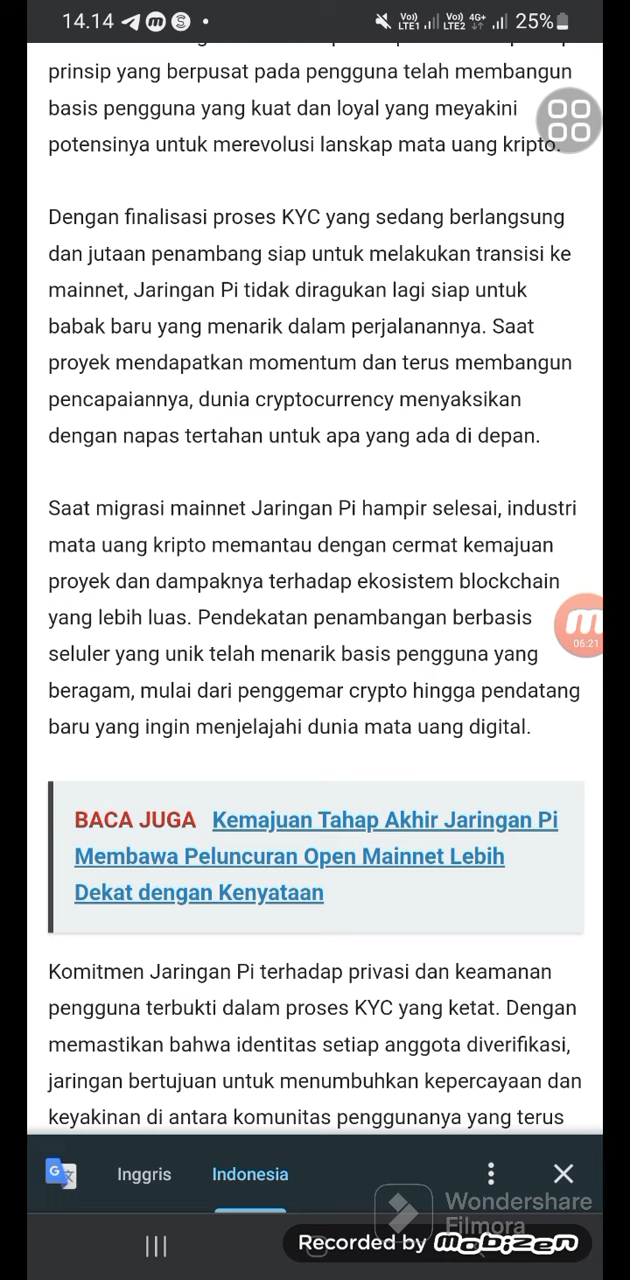 14.14
Vo)) LTE1 Vo)) LTE2 4G+ 25%
prinsip yang berpusat pada pengguna telah membangun
basis pengguna yang kuat dan loyal yang meyakini
potensinya untuk merevolusi lanskap mata uang kripto.
Dengan finalisasi proses KYC yang sedang berlangsung
dan jutaan penambang siap untuk melakukan transisi ke
mainnet, Jaringan Pi tidak diragukan lagi siap untuk
babak baru yang menarik dalam perjalanannya. Saat
proyek mendapatkan momentum dan terus membangun
pencapaiannya, dunia cryptocurrency menyaksikan
dengan napas tertahan untuk apa yang ada di depan.
Saat migrasi mainnet Jaringan Pi hampir selesai, industri
mata uang kripto memantau dengan cermat kemajuan
proyek dan dampaknya terhadap ekosistem blockchain
yang lebih luas. Pendekatan penambangan berbasis
seluler yang unik telah menarik basis pengguna yang
beragam, mulai dari penggemar crypto hingga pendatang
baru yang ingin menjelajahi dunia mata uang digital.
06:21
BACA JUGA Kemajuan Tahap Akhir Jaringan Pi
Membawa Peluncuran Open Mainnet Lebih
Dekat dengan Kenyataan
Komitmen Jaringan Pi terhadap privasi dan keamanan
pengguna terbukti dalam proses KYC yang ketat. Dengan
memastikan bahwa identitas setiap anggota diverifikasi,
jaringan bertujuan untuk menumbuhkan kepercayaan dan
keyakinan di antara komunitas penggunanya yang terus
Inggris Indonesia
Wondershare
Filmora
Recorded by mobizen